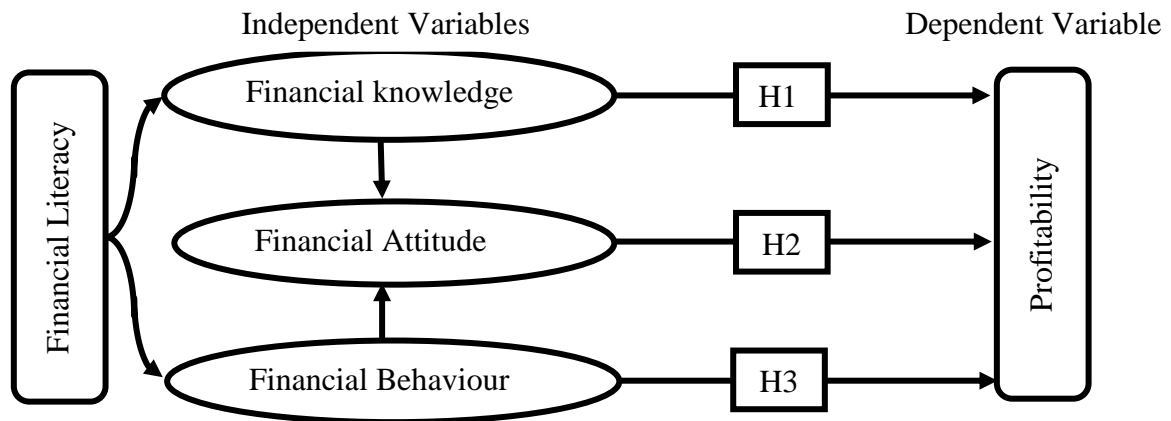 Independent Variables
Dependent Variable
Financial Literacy
Financial knowledge
H1
Financial Attitude
H2
Financial Behaviour
H3
Profitability